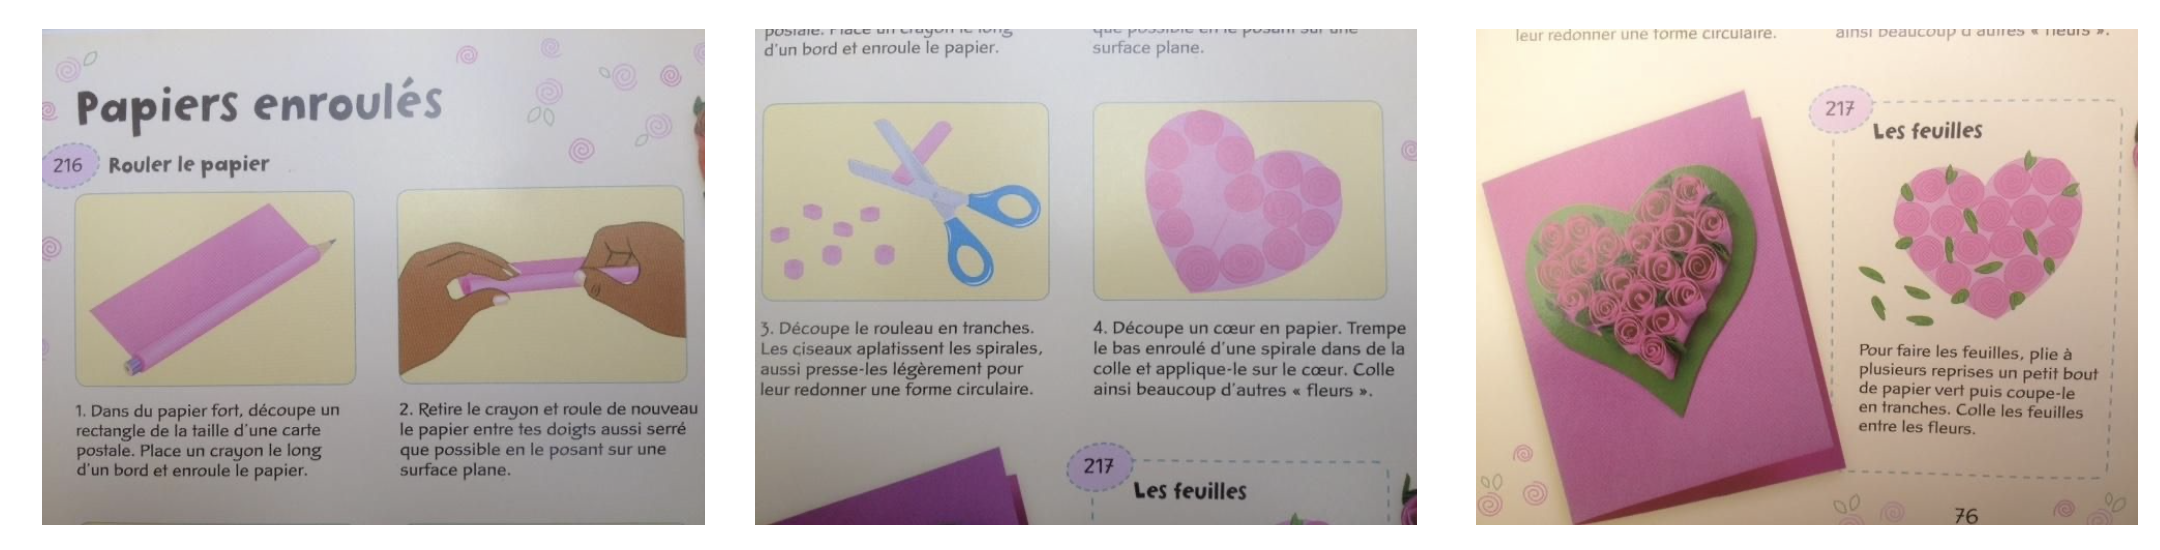 Papiers enroulés
216 Rouler le papier
1. Dans du papier fort, découpe un
rectangle de la taille d'une carte
postale. Place un crayon le long
d'un bord et enroule le papier.
2. Retire le crayon et roule de nouveau
le papier entre tes doigts aussi serré
que possible en le posant sur une
surface plane.
postale. Place un crayon le long
d'un bord et enroule le papier.
que possible en le posant sur une
surface plane.
3. Découpe le rouleau en tranches.
Les ciseaux aplatissent les spirales,
aussi presse-les légèrement pour
leur redonner une forme circulaire.
4. Découpe un cœur en papier. Trempe
le bas enroulé d'une spirale dans de la
colle et applique-le sur le cœur. Colle
ainsi beaucoup d'autres « fleurs ».
217
Les feuilles
leur redonner une forme circulaire.
ainsi beaucoup d'autres « fleurs ».
217
Les feuilles
Pour faire les feuilles, plie à
plusieurs reprises un petit bout
de papier vert puis coupe-le
en tranches. Colle les feuilles
entre les fleurs.
76